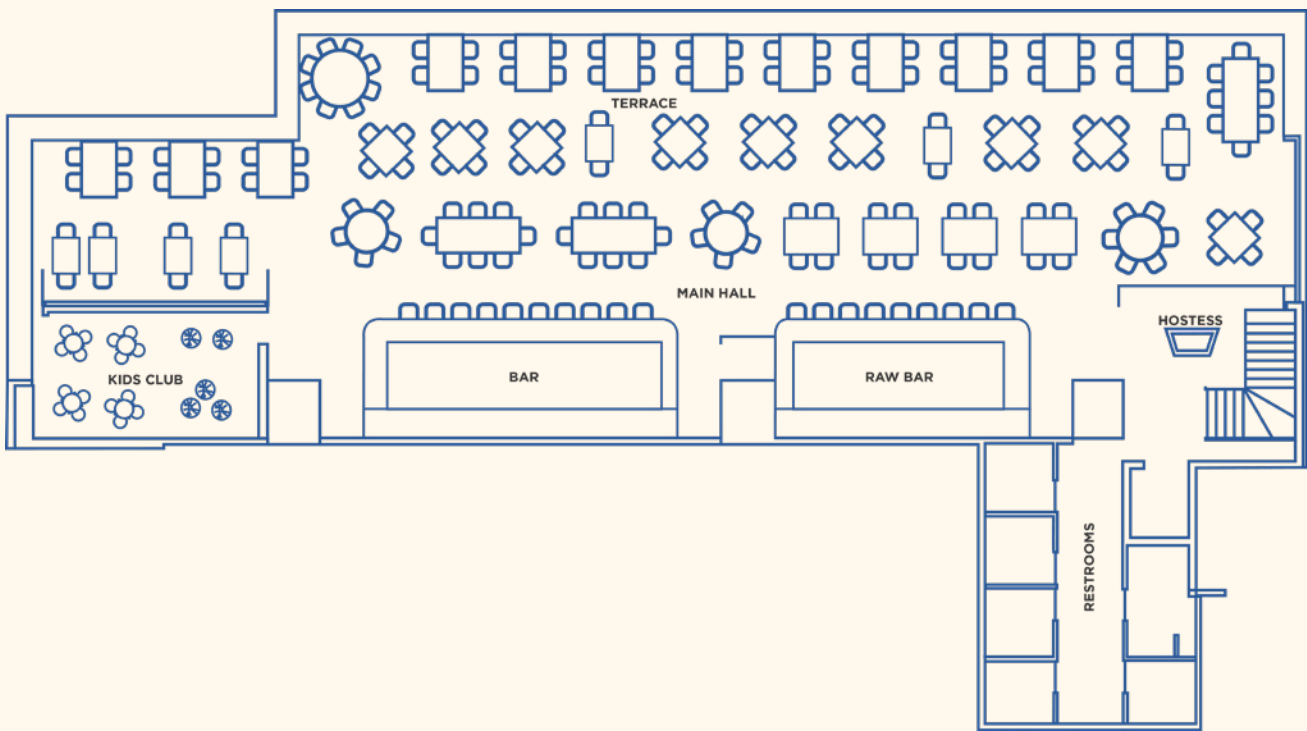 TERRACE
MAIN HALL
HOSTESS
KIDS CLUB
BAR
RAW BAR
RESTROOMS